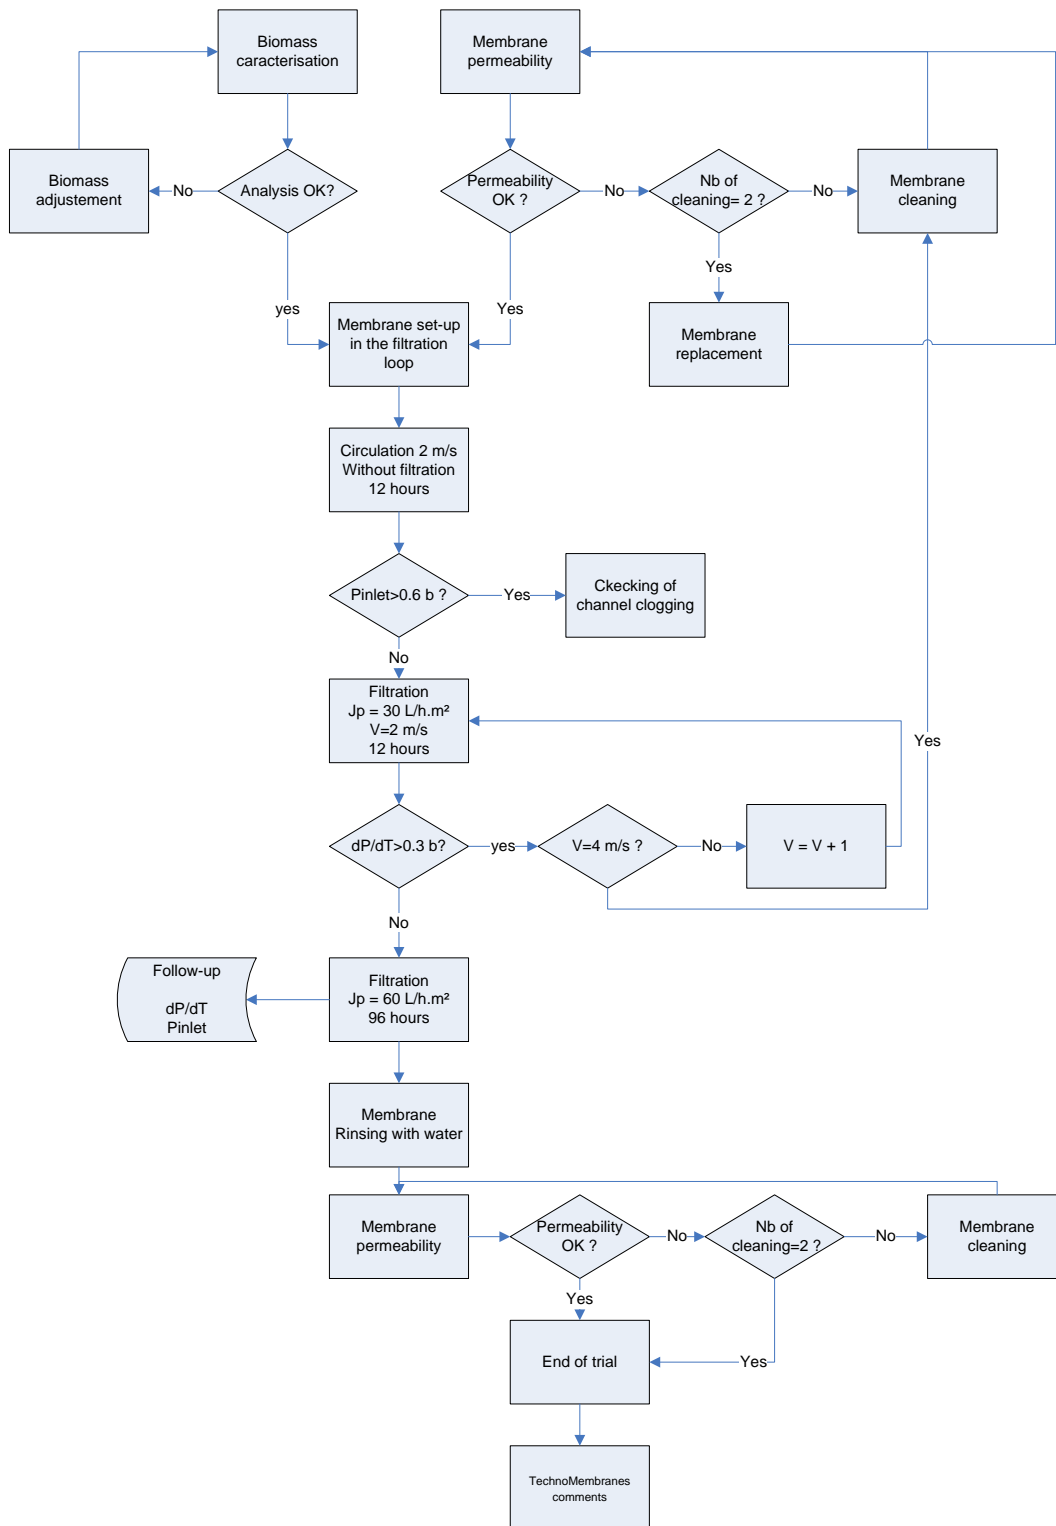 Biomass
caracterisation
Membrane
permeability
Biomass
adjustement
No
Analysis OK?
Permeability
OK ?
No
Nb of
cleaning= 2 ?
No
Membrane
cleaning
yes
Yes
Yes
Membrane set-up
in the filtration
loop
Membrane
replacement
Circulation 2 m/s
Without filtration
12 hours
Pinlet>0.6 b ?
Yes
Ckecking of
channel clogging
No
Filtration
Jp = 30 L/h.m²
V=2 m/s
12 hours
Yes
dP/dT>0.3 b?
yes
V=4 m/s ?
No
V = V + 1
No
Follow-up
dP/dT
Pinlet
Filtration
Jp = 60 L/h.m²
96 hours
Membrane
Rinsing with water
Membrane
permeability
Permeability
OK ?
No
Nb of
cleaning=2 ?
No
Membrane
cleaning
Yes
End of trial
Yes
TechnoMembranes
comments